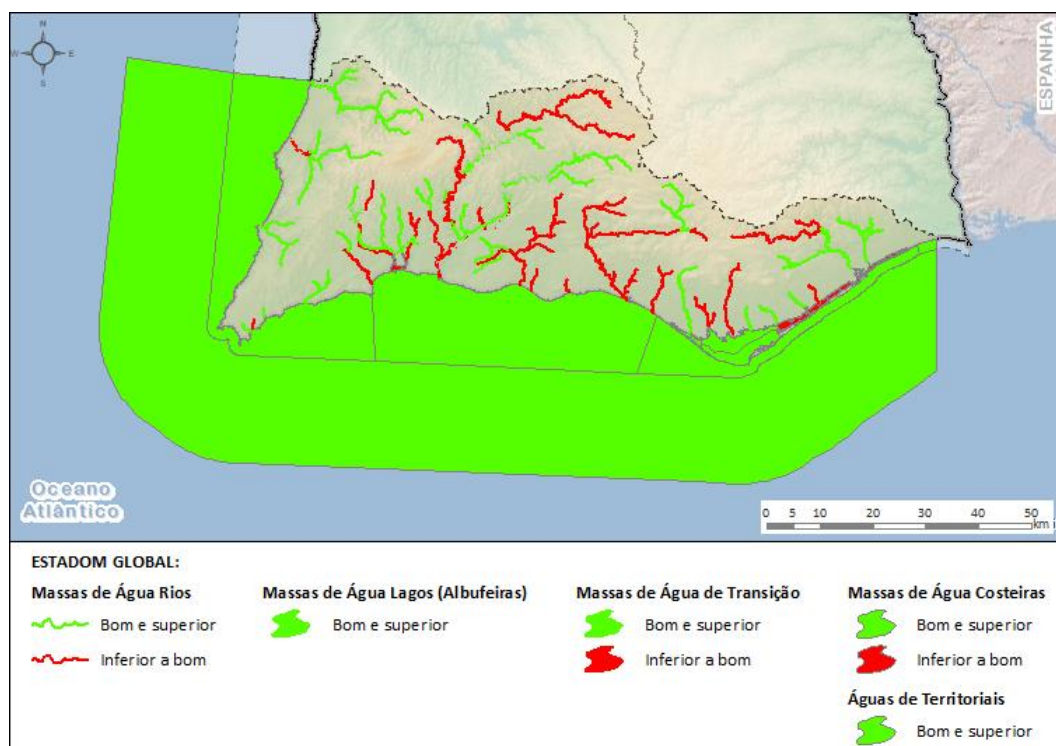 N
W E
S
ESPANHA
Oceano
Atlântico
0 5 10 20 30 40 50
km
ESTADOM GLOBAL:
Massas de Água Rios
Bom e superior
Inferior a bom
Massas de Água Lagos (Albufeiras)
Bom e superior
Massas de Água de Transição
Bom e superior
Inferior a bom
Massas de Água Costeiras
Bom e superior
Inferior a bom
Águas de Territoriais
Bom e superior